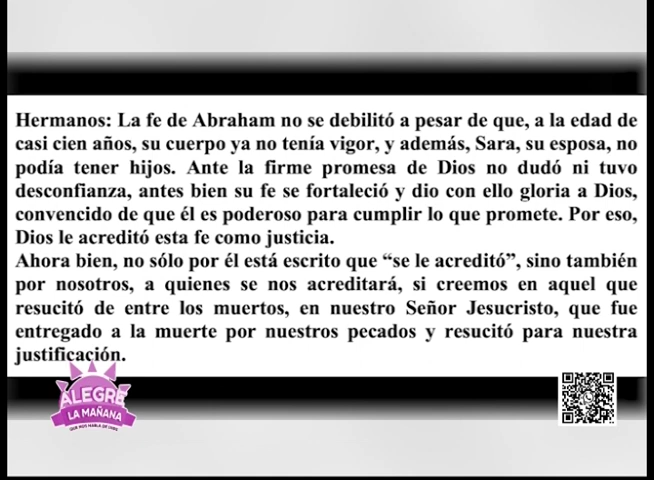 Hermanos: La fe de Abraham no se debilitó a pesar de que, a la edad de
casi cien años, su cuerpo ya no tenía vigor, y además, Sara, su esposa, no
podía tener hijos. Ante la firme promesa de Dios no dudó ni tuvo
desconfianza, antes bien su fe se fortaleció y dio con ello gloria a Dios,
convencido de que él es poderoso para cumplir lo que promete. Por eso,
Dios le acreditó esta fe como justicia.
Ahora bien, no sólo por él está escrito que “se le acreditó”, sino también
por nosotros, a quienes se nos acreditará, si creemos en aquel que
resucitó de entre los muertos, en nuestro Señor Jesucristo, que fue
entregado a la muerte por nuestros pecados y resucitó para nuestra
justificación.
ALEGRE
LA MAÑANA
QUE NOS HABLA DE DIOS